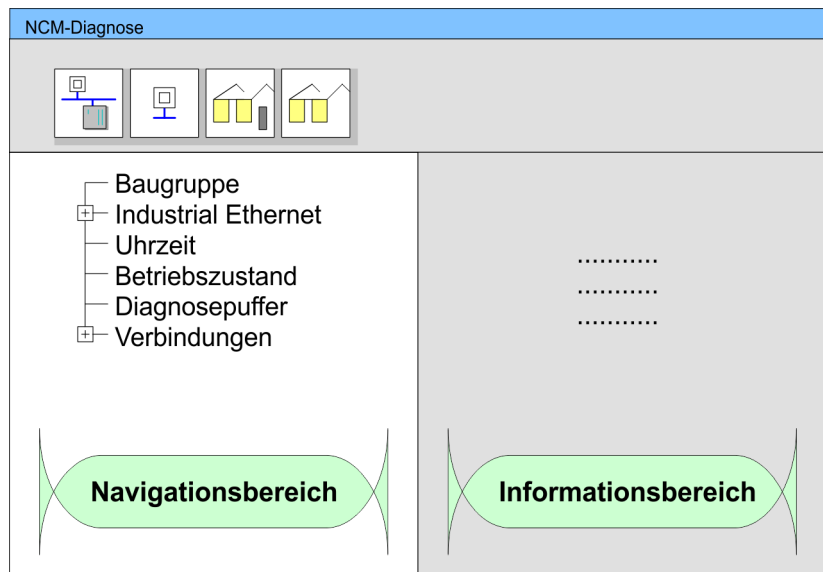 NCM-Diagnose
Baugruppe
Industrial Ethernet
Uhrzeit
Betriebszustand
Diagnosepuffer
Verbindungen
...........
...........
...........
Navigationsbereich
Informationsbereich